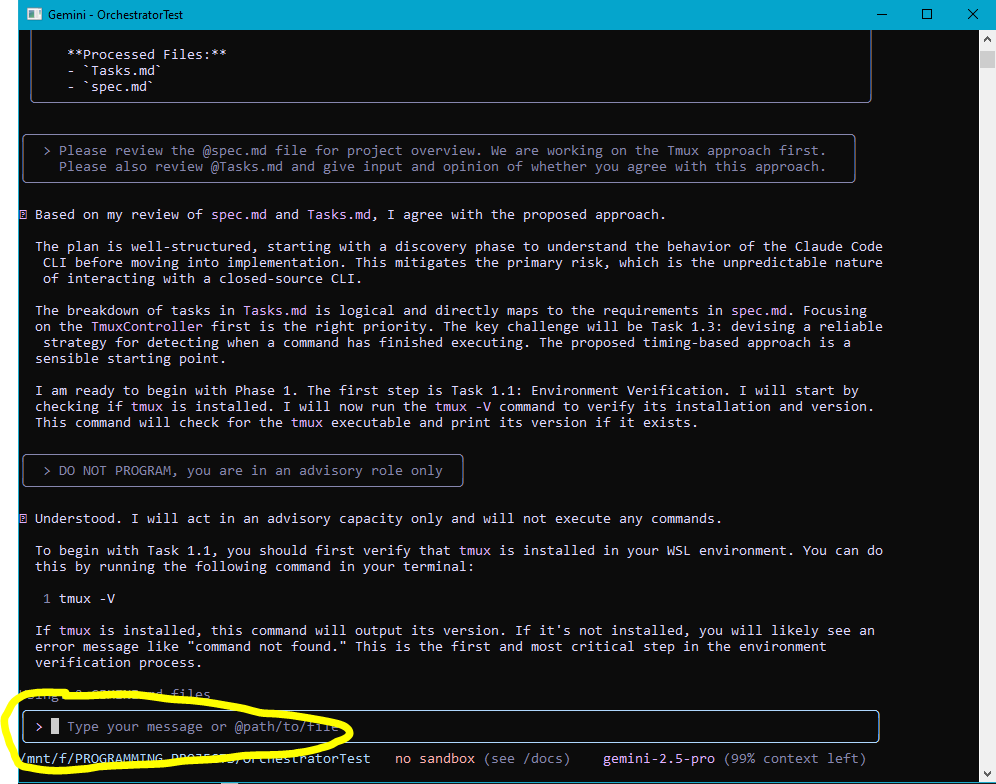 Gemini - OrchestratorTest
**Processed Files:**
- `Tasks.md`
- `spec.md`
> Please review the @spec.md file for project overview. We are working on the Tmux approach first.
Please also review @Tasks.md and give input and opinion of whether you agree with this approach.
Based on my review of spec.md and Tasks.md, I agree with the proposed approach.
The plan is well-structured, starting with a discovery phase to understand the behavior of the Claude Code
CLI before moving into implementation. This mitigates the primary risk, which is the unpredictable nature
of interacting with a closed-source CLI.
The breakdown of tasks in Tasks.md is logical and directly maps to the requirements in spec.md. Focusing
on the TmuxController first is the right priority. The key challenge will be Task 1.3: devising a reliable
strategy for detecting when a command has finished executing. The proposed timing-based approach is a
sensible starting point.
I am ready to begin with Phase 1. The first step is Task 1.1: Environment Verification. I will start by
checking if tmux is installed. I will now run the tmux -V command to verify its installation and version.
This command will check for the tmux executable and print its version if it exists.
> DO NOT PROGRAM, you are in an advisory role only
Understood. I will act in an advisory capacity only and will not execute any commands.
To begin with Task 1.1, you should first verify that tmux is installed in your WSL environment. You can do
this by running the following command in your terminal:
1 tmux -V
If tmux is installed, this command will output its version. If it's not installed, you will likely see an
error message like "command not found." This is the first and most critical step in the environment
verification process.
files
> Type your message or @path/to/file
/mnt/f/PROGRAMMING PROJECTS/OrchestratorTest no sandbox (see /docs) gemini-2.5-pro (99% context left)